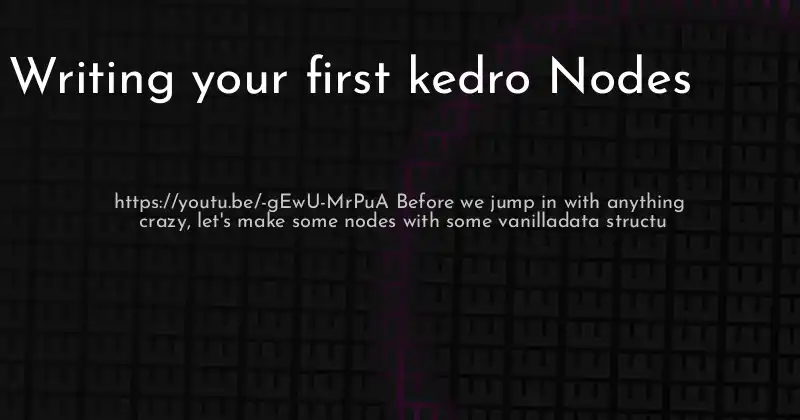 Writing your first kedro Nodes
https://youtu.be/-gEwU-MrPuA Before we jump in with anything
crazy, let's make some nodes with some vanilladata structu